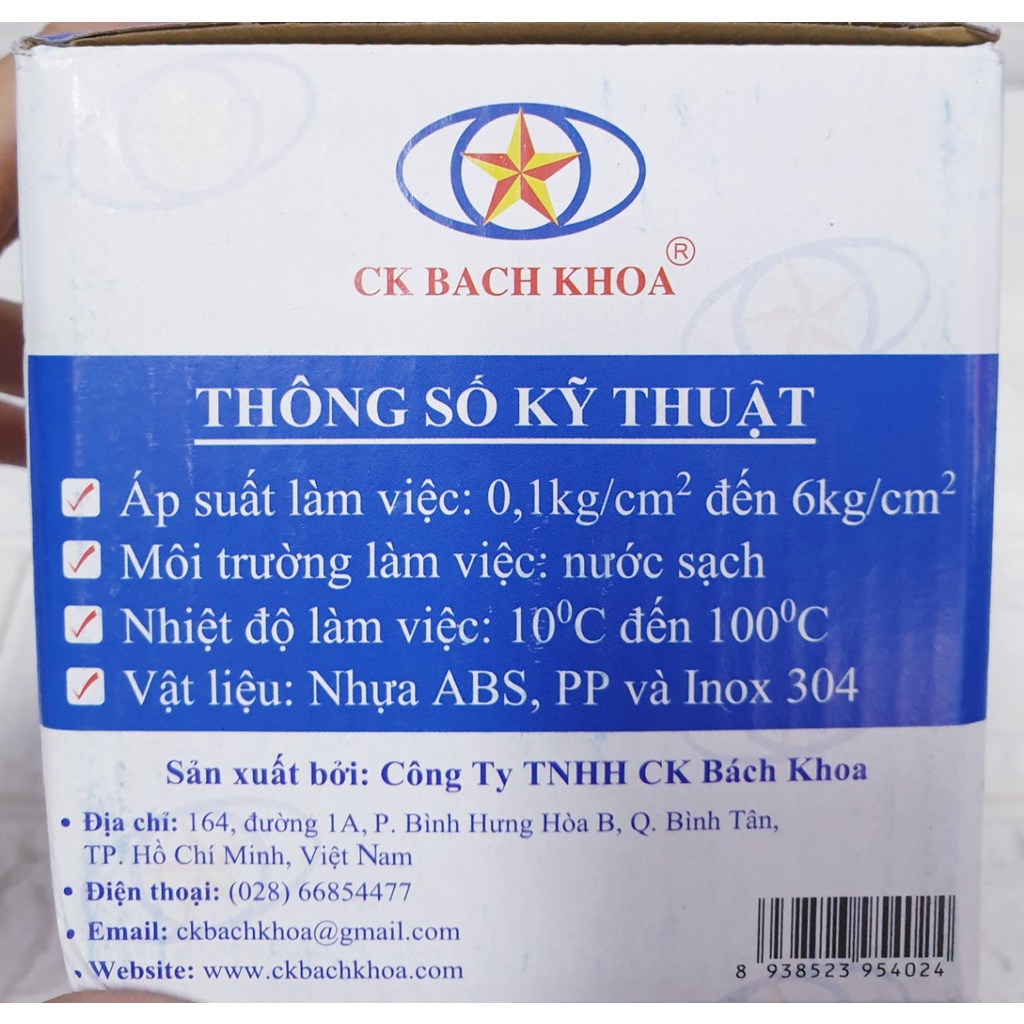 CK BACH KHOA®
THÔNG SỐ KỸ THUẬT
Áp suất làm việc: 0,1kg/cm² đến 6kg/cm²
Môi trường làm việc: nước sạch
Nhiệt độ làm việc: 10⁰C đến 100⁰C
Vật liệu: Nhựa ABS, PP và Inox 304
Sản xuất bởi: Công Ty TNHH CK Bách Khoa
• Địa chỉ: 164, đường 1A, P. Bình Hưng Hòa B, Q. Bình Tân,
TP. Hồ Chí Minh, Việt Nam
• Điện thoại: (028) 66854477
• Email: ckbachkhoa@gmail.com
• Website: www.ckbachkhoa.com
8 938523 954024